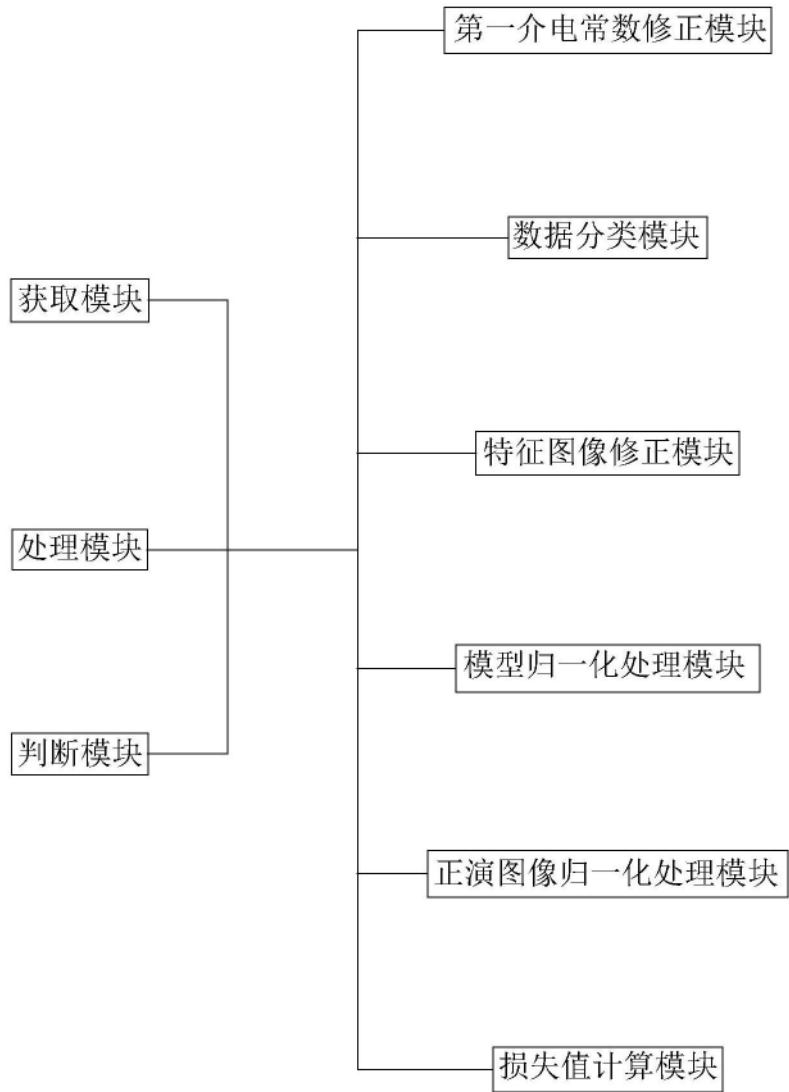 第一介电常数修正模块
数据分类模块
获取模块
特征图像修正模块
处理模块
模型归一化处理模块
判断模块
正演图像归一化处理模块
损失值计算模块